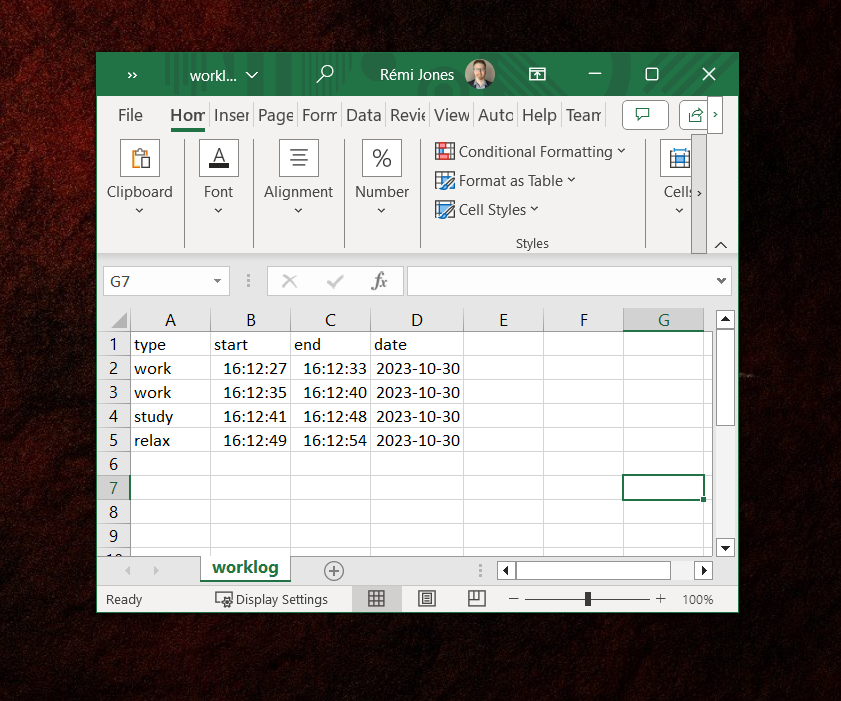 ›› workl... Rémi Jones
File Hom Inser Page Form Data Revie View Auto Help Team
Clipboard Font Alignment % Number Conditional Formatting Format as Table Cell Styles Cells
Styles
G7 fx
A B C D E F G
1 type start end date
2 work 16:12:27 16:12:33 2023-10-30
3 work 16:12:35 16:12:40 2023-10-30
4 study 16:12:41 16:12:48 2023-10-30
5 relax 16:12:49 16:12:54 2023-10-30
6
7
8
9
10
worklog
Ready Display Settings − + 100%